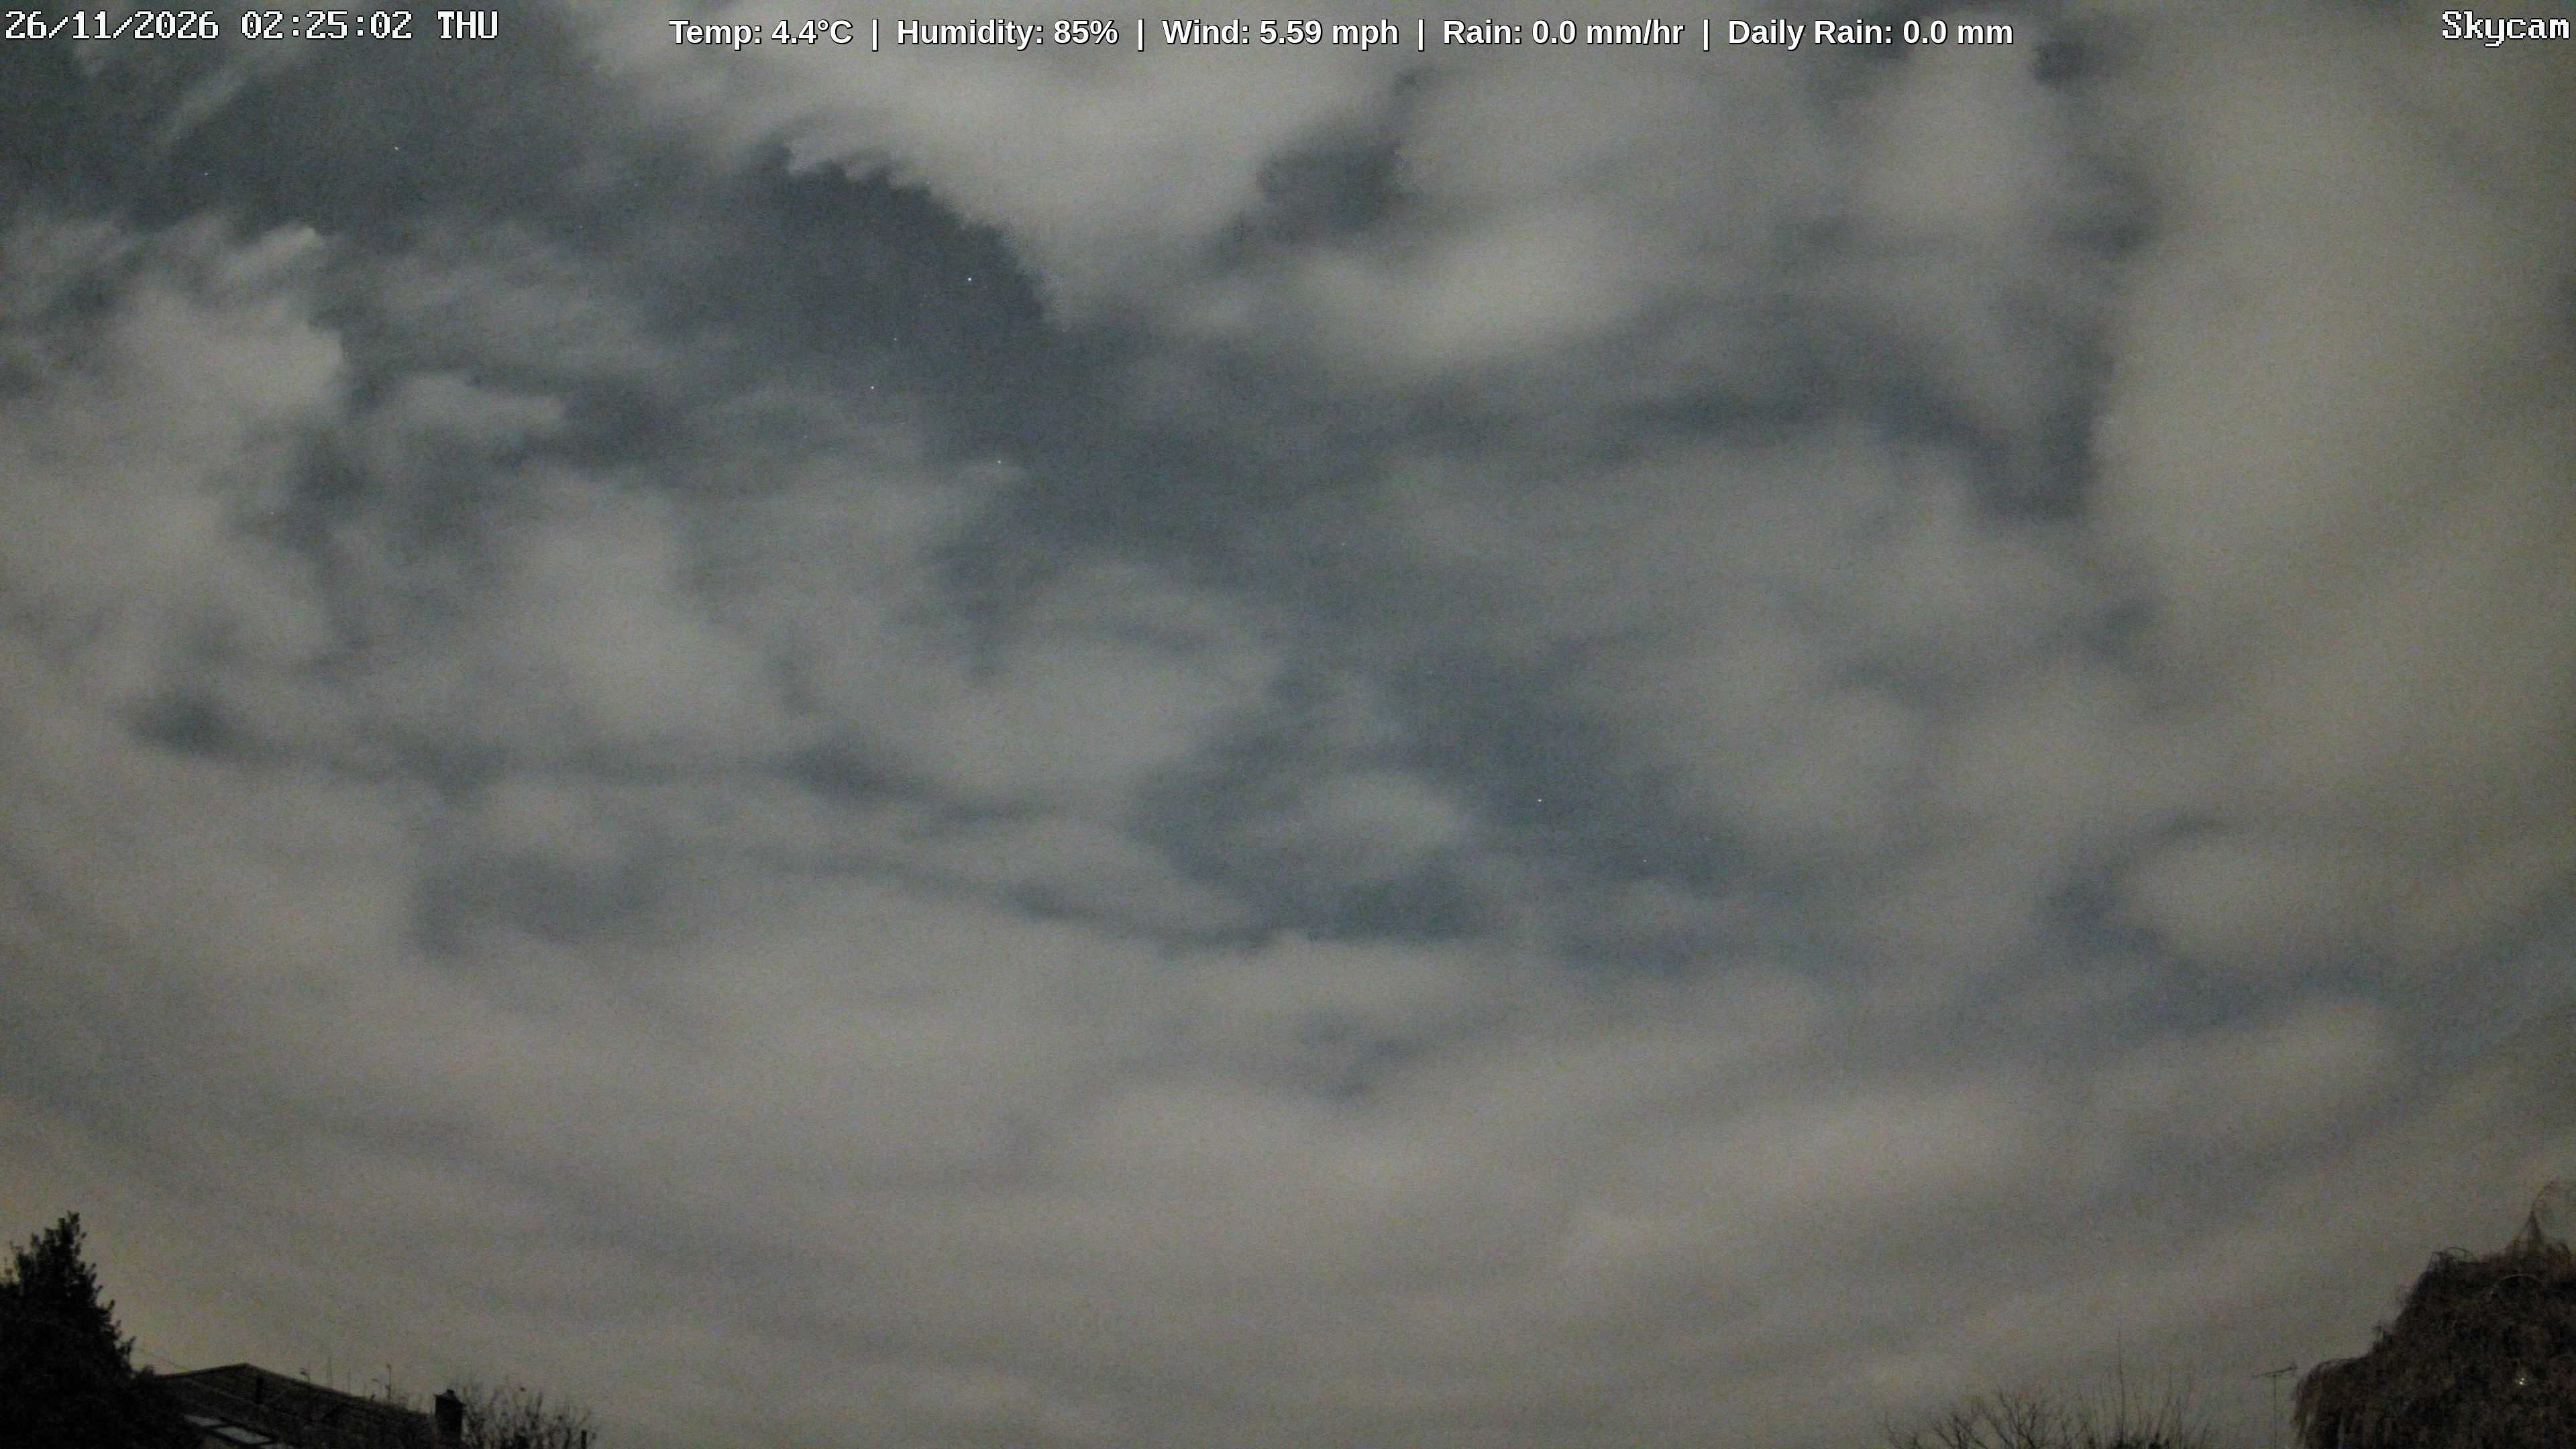 26/11/2026 02:25:02 THU
Temp: 4.4°C | Humidity: 85% | Wind: 5.59 mph | Rain: 0.0 mm/hr | Daily Rain: 0.0 mm
Skycam